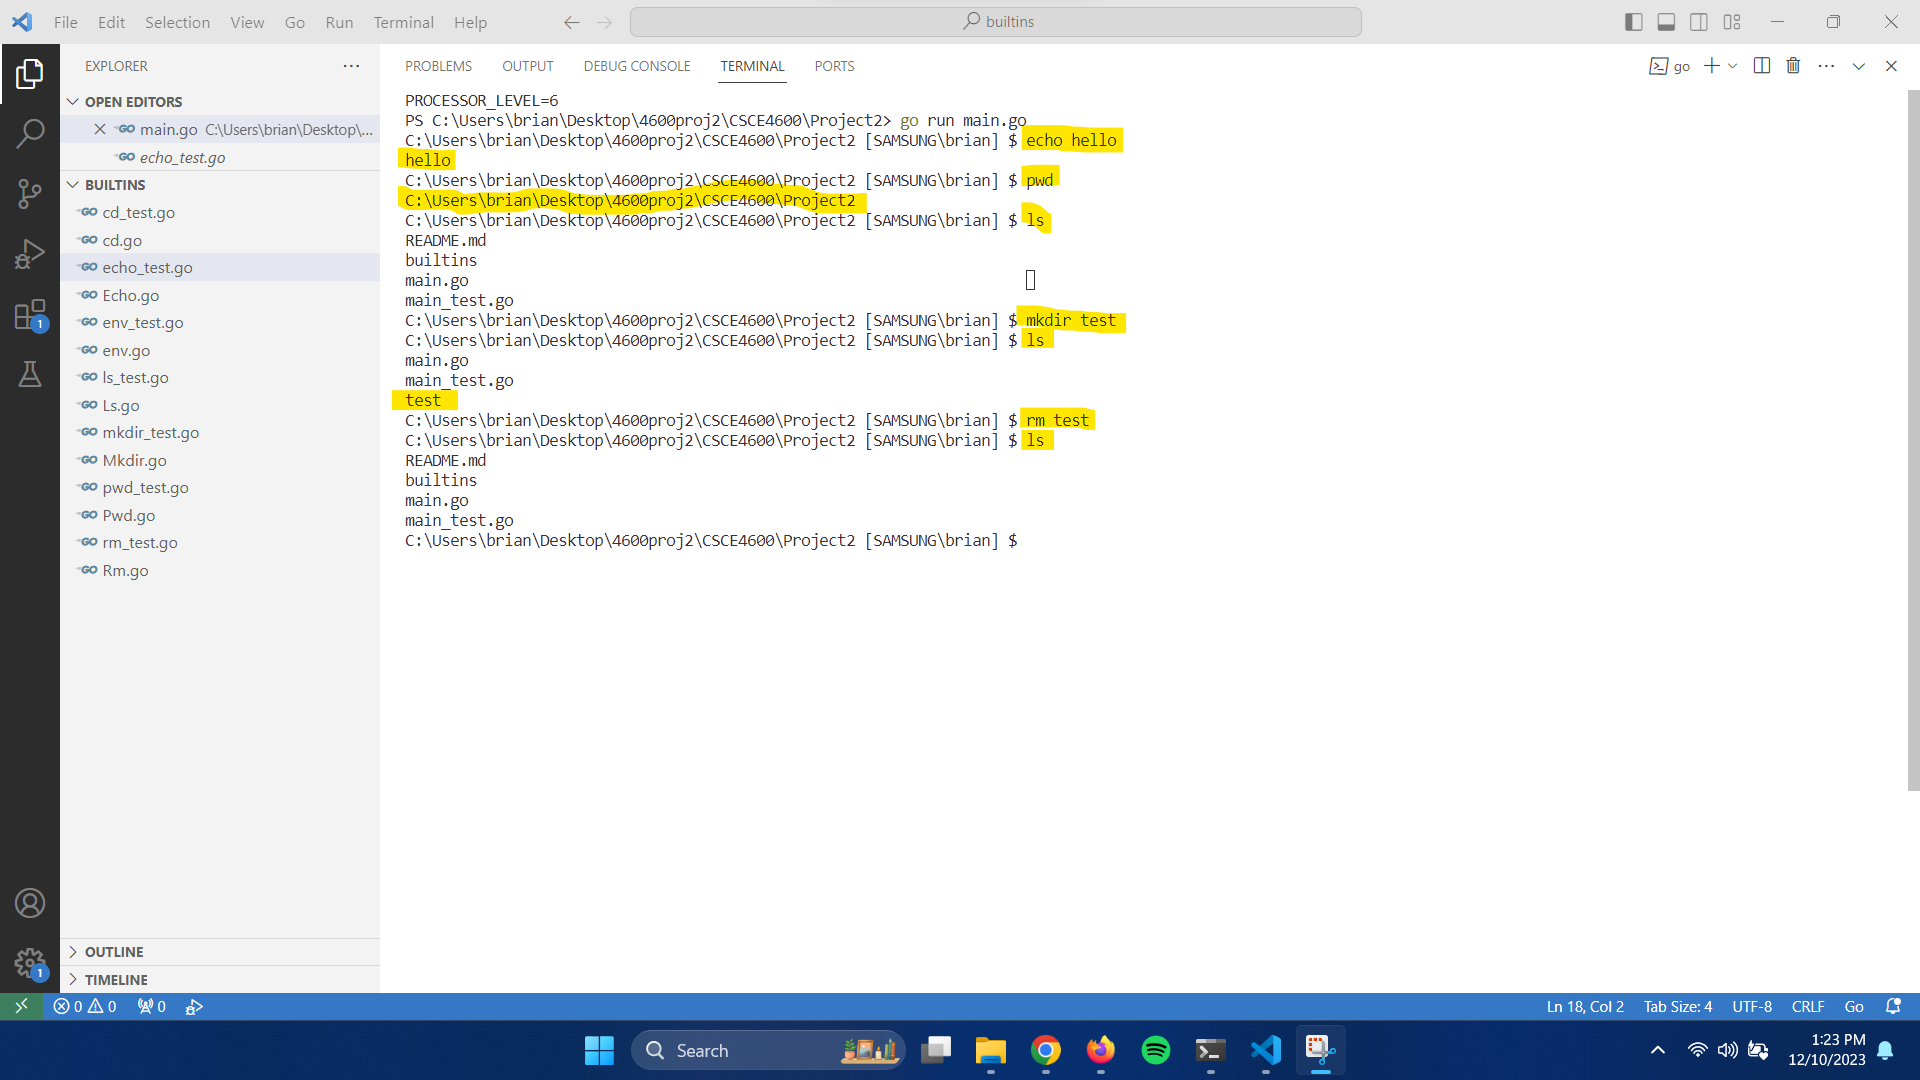 File Edit Selection View Go Run Terminal Help
builtins
EXPLORER
OPEN EDITORS
main.go C:\Users\brian\Desktop\...
echo_test.go
BUILTINS
cd_test.go
cd.go
echo_test.go
Echo.go
env_test.go
env.go
ls_test.go
Ls.go
mkdir_test.go
Mkdir.go
pwd_test.go
Pwd.go
rm_test.go
Rm.go
OUTLINE
TIMELINE
1
1
PROBLEMS OUTPUT DEBUG CONSOLE TERMINAL PORTS
go
PROCESSOR_LEVEL=6
PS C:\Users\brian\Desktop\4600proj2\CSCE4600\Project2> go run main.go
C:\Users\brian\Desktop\4600proj2\CSCE4600\Project2 [SAMSUNG\brian] $ echo hello
hello
C:\Users\brian\Desktop\4600proj2\CSCE4600\Project2 [SAMSUNG\brian] $ pwd
C:\Users\brian\Desktop\4600proj2\CSCE4600\Project2
C:\Users\brian\Desktop\4600proj2\CSCE4600\Project2 [SAMSUNG\brian] $ ls
README.md
builtins
main.go
main_test.go
C:\Users\brian\Desktop\4600proj2\CSCE4600\Project2 [SAMSUNG\brian] $ mkdir test
C:\Users\brian\Desktop\4600proj2\CSCE4600\Project2 [SAMSUNG\brian] $ ls
main.go
main_test.go
test
C:\Users\brian\Desktop\4600proj2\CSCE4600\Project2 [SAMSUNG\brian] $ rm test
C:\Users\brian\Desktop\4600proj2\CSCE4600\Project2 [SAMSUNG\brian] $ ls
README.md
builtins
main.go
main_test.go
C:\Users\brian\Desktop\4600proj2\CSCE4600\Project2 [SAMSUNG\brian] $
0 0 0
Ln 18, Col 2 Tab Size: 4 UTF-8 CRLF Go
Search
1:23 PM
12/10/2023